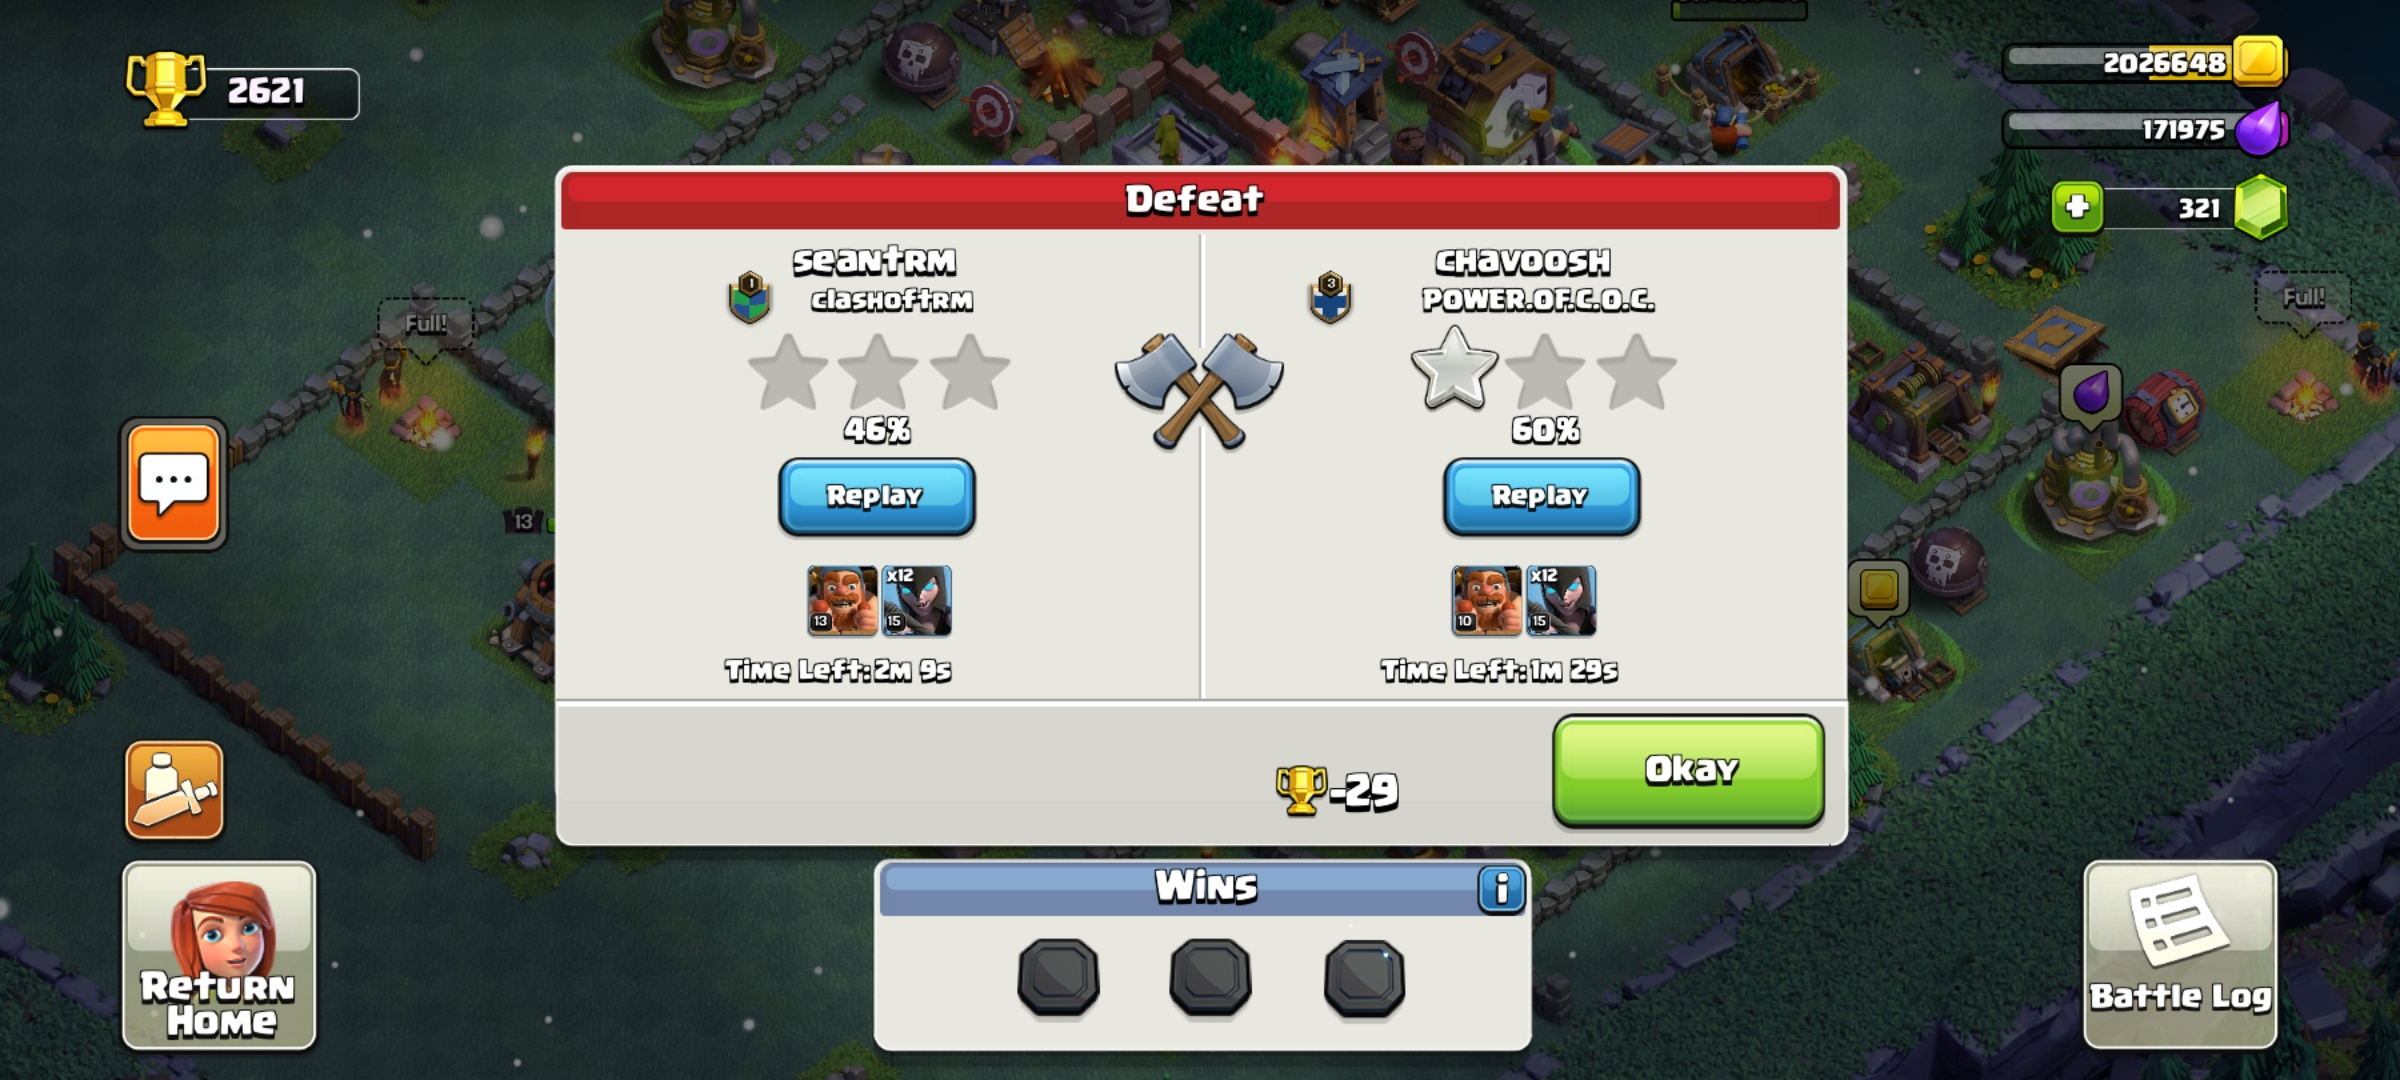 2621
2026648
171975
321
Full!
Full!
13
Defeat
seantrm
1
clashoftrm
46%
Replay
13
x12
15
Time Left: 2m 9s
chavoosh
3
POWER.OF.C.O.C.
60%
Replay
10
x12
15
Time Left: 1m 29s
-29
Okay
Wins
i
Return
Home
Battle Log